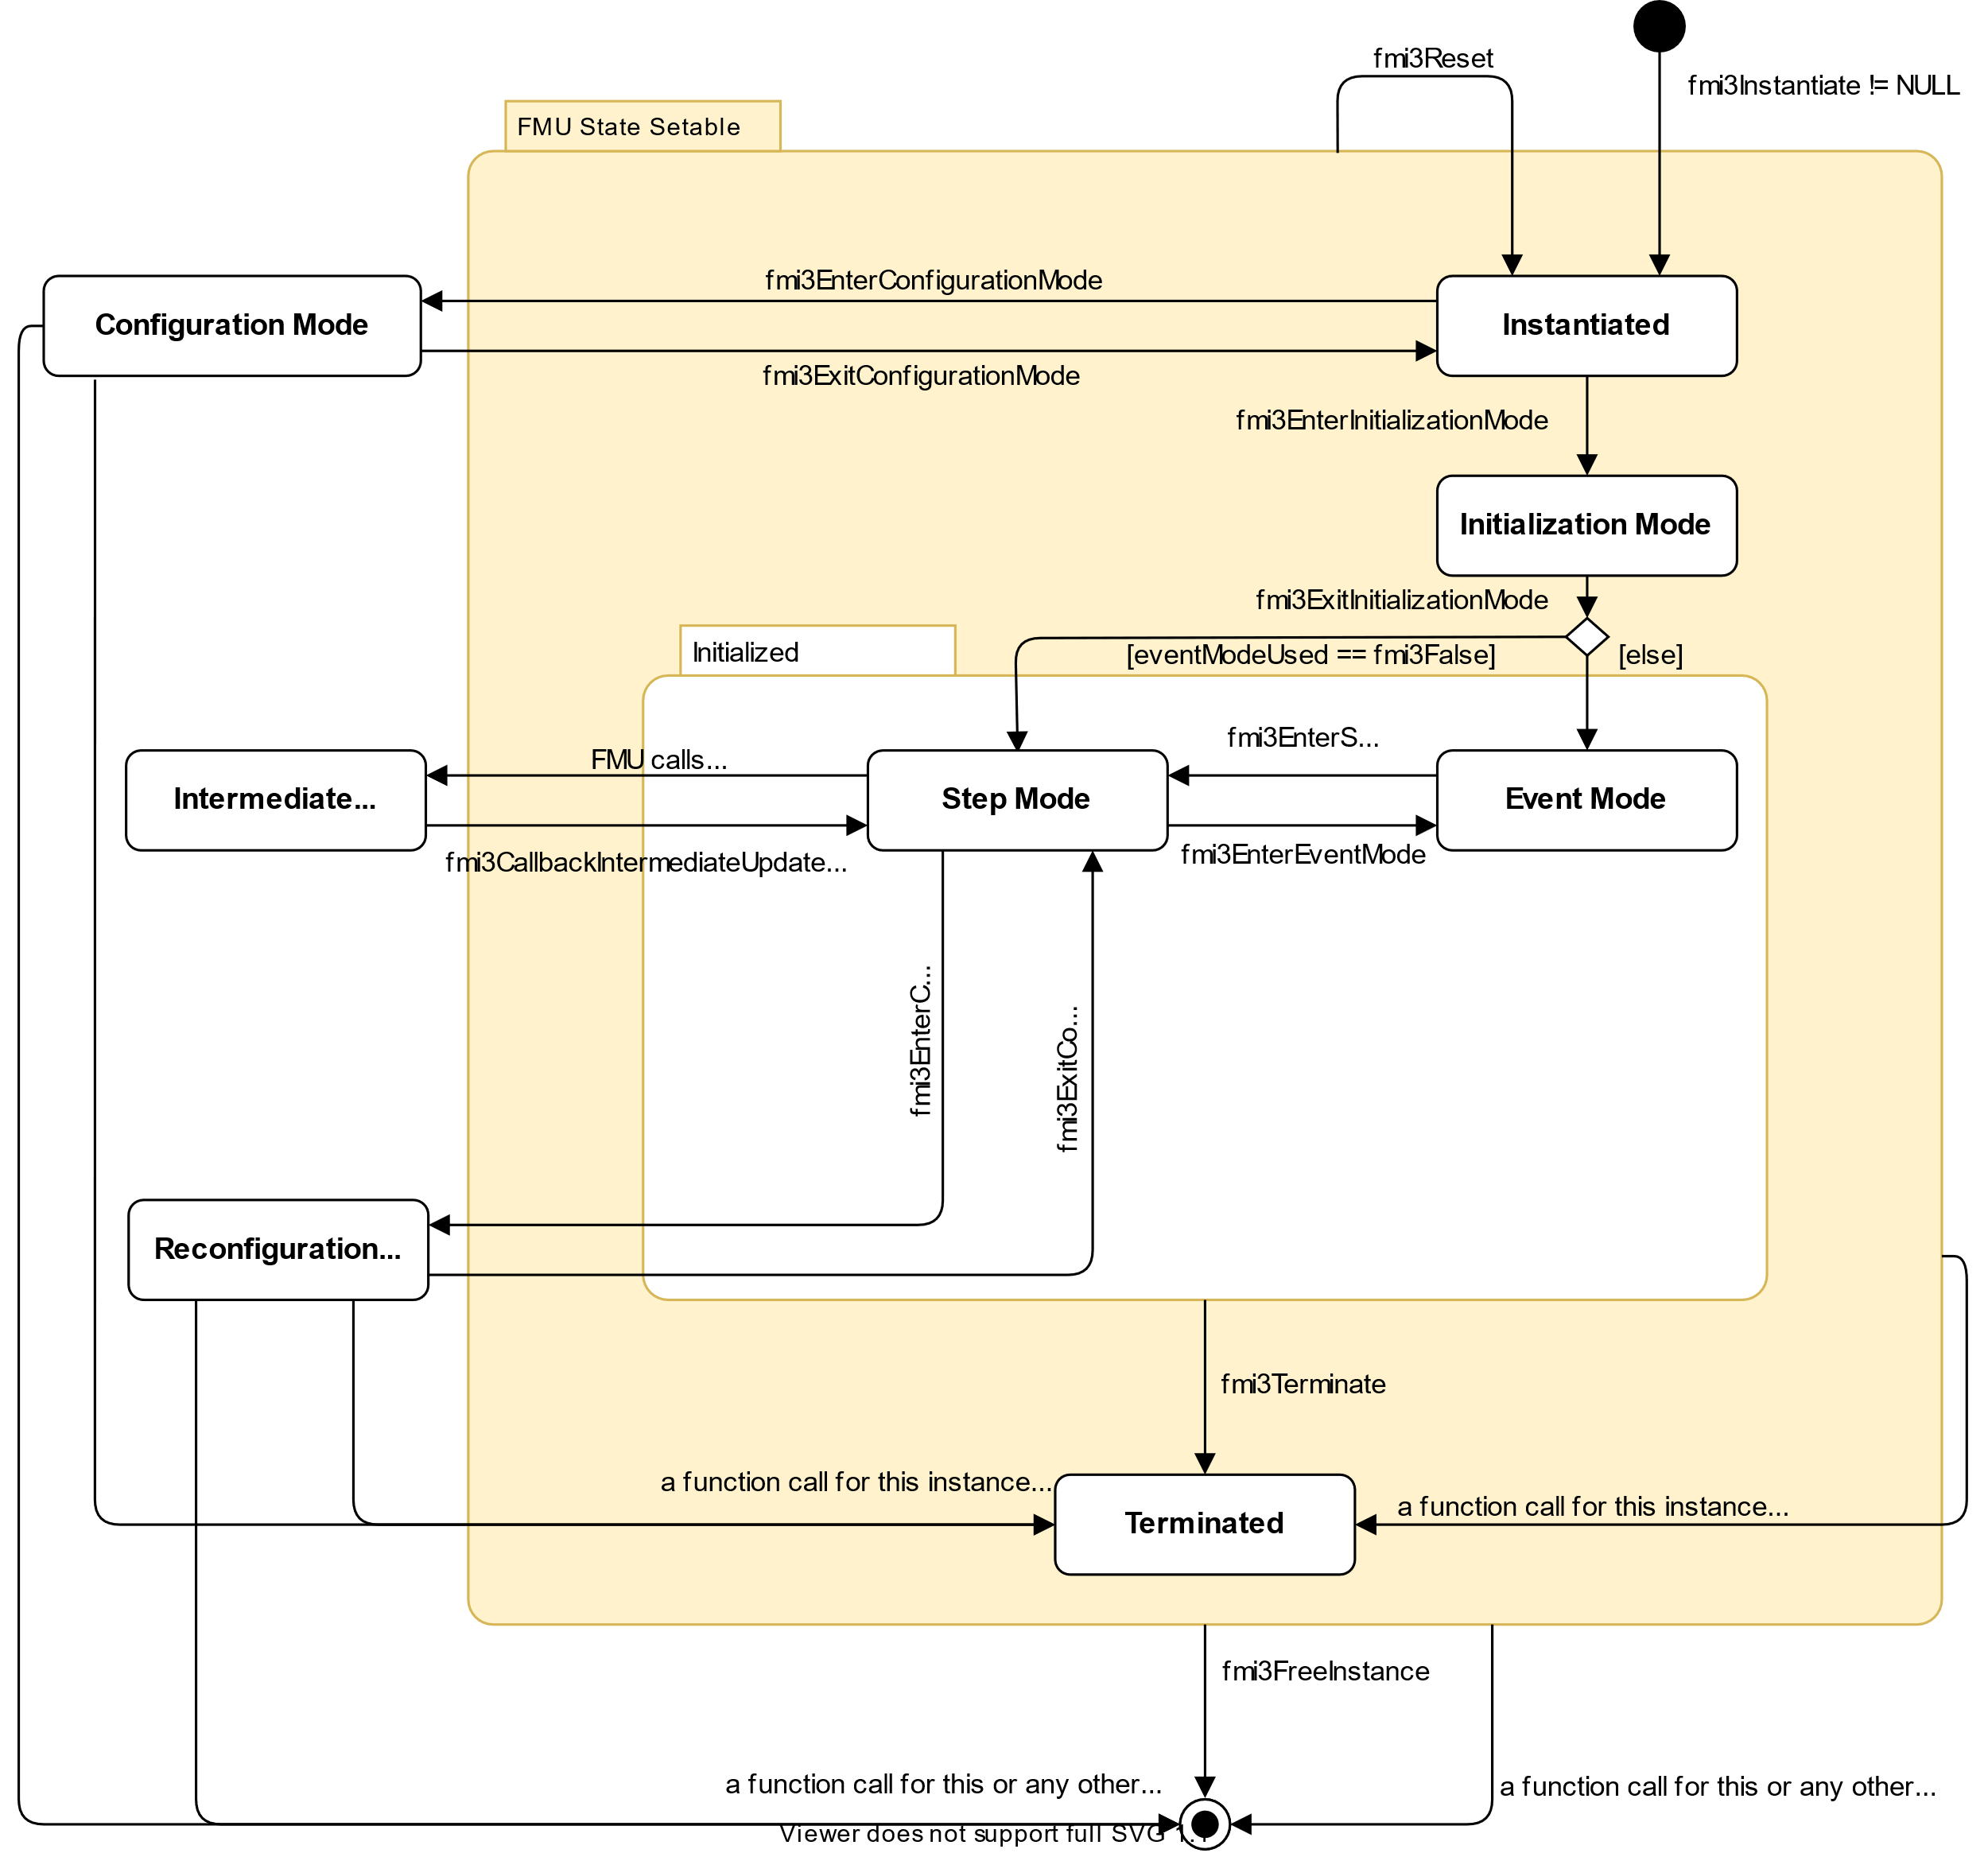 fmi3Reset
fmi3Instantiate != NULL
FMU State Setable
fmi3EnterConfigurationMode
Configuration Mode
Instantiated
fmi3ExitConfigurationMode
fmi3EnterInitializationMode
Initialization Mode
fmi3ExitInitializationMode
Initialized
[eventModeUsed == fmi3False]
[else]
fmi3EnterS...
FMU calls...
Intermediate...
Step Mode
Event Mode
fmi3CallbackIntermediateUpdate...
fmi3EnterEventMode
fmi3EnterC...
fmi3ExitCo...
Reconfiguration...
fmi3Terminate
a function call for this instance...
a function call for this instance...
Terminated
fmi3FreeInstance
a function call for this or any other...
a function call for this or any other...
Viewer does not support full SVG 1.1